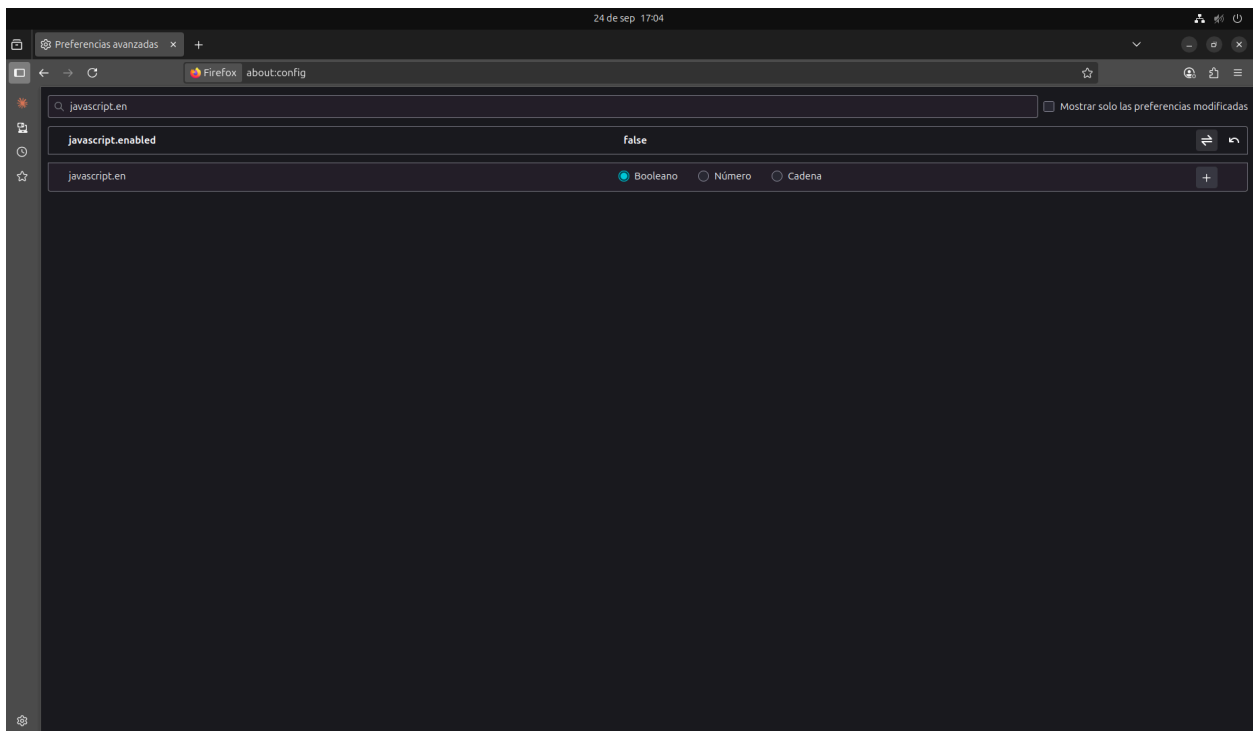 24 de sep 17:04
Preferencias avanzadas
Firefox about:config
javascript.en
Mostrar solo las preferencias modificadas
javascript.enabled false
javascript.en Booleano Número Cadena